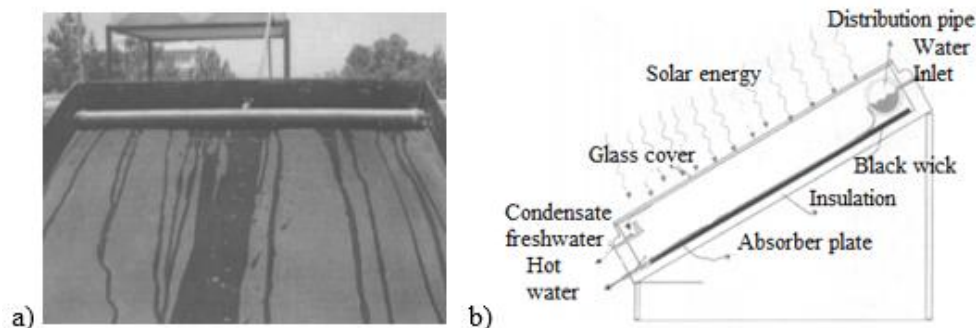 a)
b)
Distribution pipe
Water
Inlet
Solar energy
Glass cover
Black wick
Insulation
Condensate
freshwater
Absorber plate
Hot
water